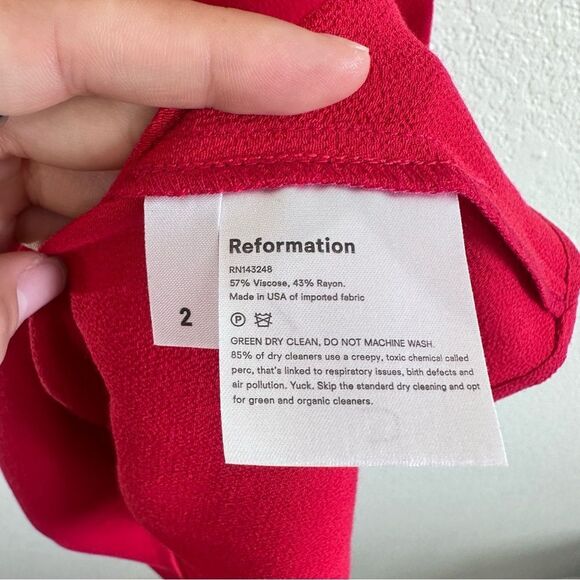 Reformation
RN143248
57% Viscose, 43% Rayon.
Made in USA of imported fabric
2
P
GREEN DRY CLEAN, DO NOT MACHINE WASH.
85% of dry cleaners use a creepy, toxic chemical called
perc, that's linked to respiratory issues, birth defects and
air pollution. Yuck. Skip the standard dry cleaning and opt
for green and organic cleaners.